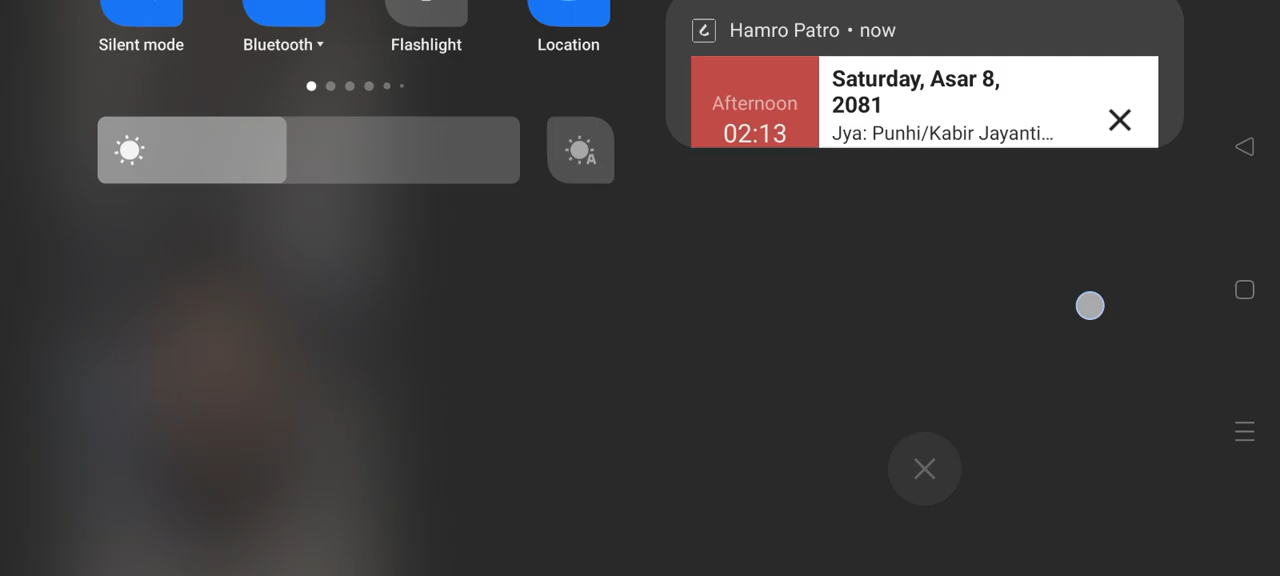 Silent mode
Bluetooth
Flashlight
Location
A
Hamro Patro • now
Afternoon
02:13
Saturday, Asar 8,
2081
Jya: Punhi/Kabir Jayanti...